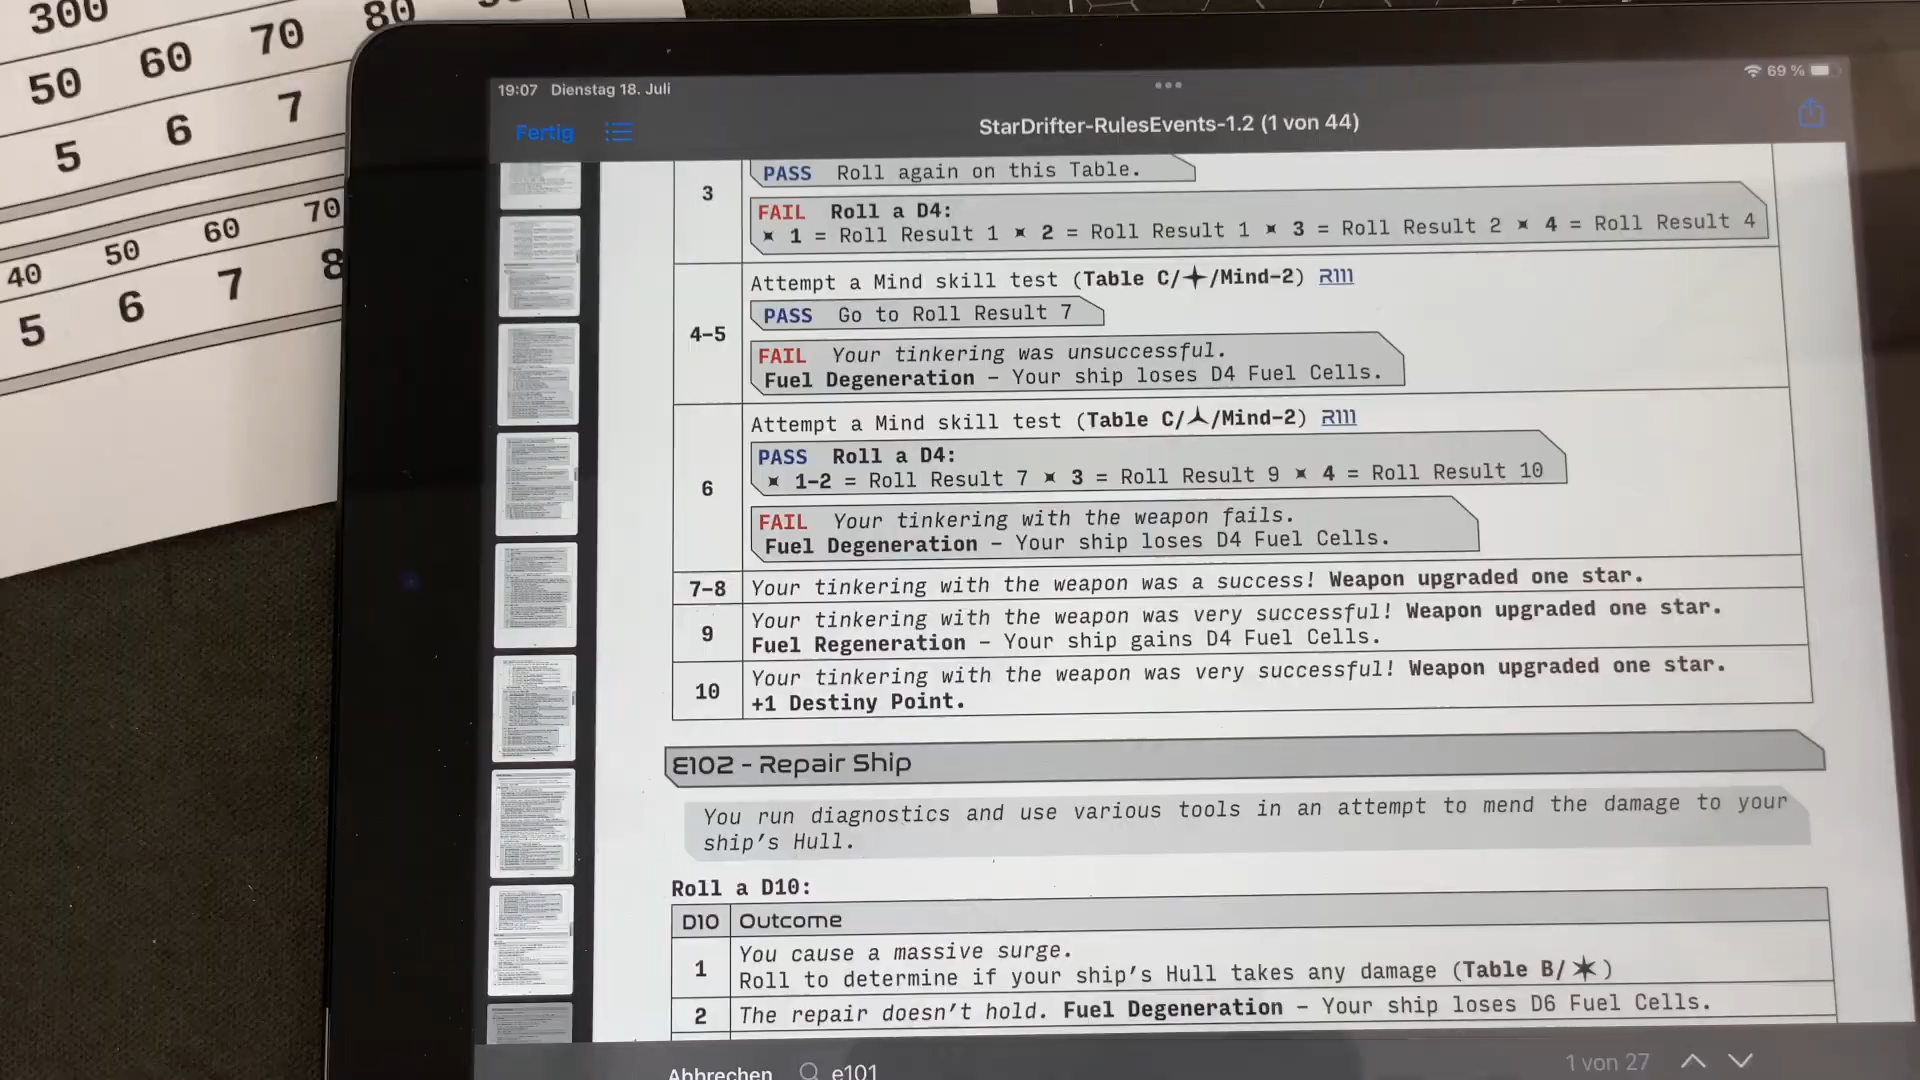 300
80
50 60 70
5 6 7
40 50 60 70
5 6 7 8
19:07 Dienstag 18. Juli
69 %
Fertig
StarDrifter-RulesEvents-1.2 (1 von 44)
3
PASS Roll again on this Table.
FAIL Roll a D4:
1 = Roll Result 1 2 = Roll Result 1 3 = Roll Result 2 4 = Roll Result 4
4-5
Attempt a Mind skill test (Table C/ /Mind-2) R111
PASS Go to Roll Result 7
FAIL Your tinkering was unsuccessful.
Fuel Degeneration - Your ship loses D4 Fuel Cells.
6
Attempt a Mind skill test (Table C/ /Mind-2) R111
PASS Roll a D4:
1-2 = Roll Result 7 3 = Roll Result 9 4 = Roll Result 10
FAIL Your tinkering with the weapon fails.
Fuel Degeneration - Your ship loses D4 Fuel Cells.
7-8 Your tinkering with the weapon was a success! Weapon upgraded one star.
9
Your tinkering with the weapon was very successful! Weapon upgraded one star.
Fuel Regeneration - Your ship gains D4 Fuel Cells.
10
Your tinkering with the weapon was very successful! Weapon upgraded one star.
+1 Destiny Point.
E102 - Repair Ship
You run diagnostics and use various tools in an attempt to mend the damage to your
ship's Hull.
Roll a D10:
D10 Outcome
1
You cause a massive surge.
Roll to determine if your ship's Hull takes any damage (Table B/ )
2 The repair doesn't hold. Fuel Degeneration - Your ship loses D6 Fuel Cells.
Abbrechen e101
1 von 27